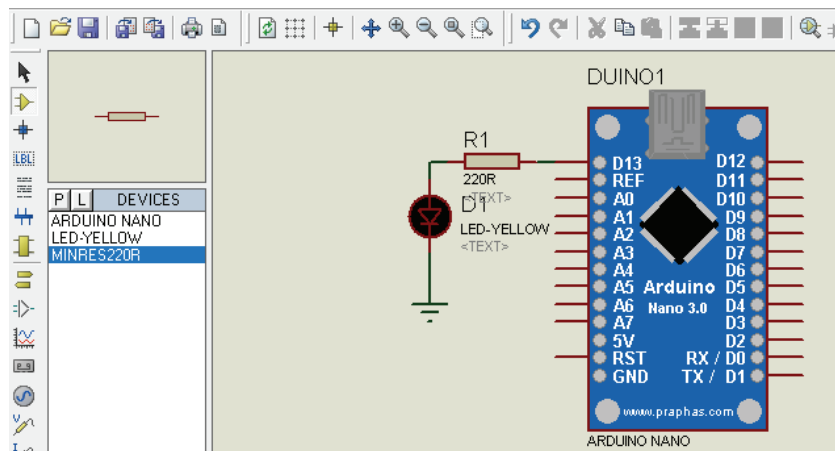 LBL
P L DEVICES
ARDUINO NANO
LED-YELLOW
MINRES220R
R1
220R
<TEXT>
D1
LED-YELLOW
<TEXT>
DUINO1
D13 D12
REF D11
A0 D10
A1 D9
A2 D8
A3 D7
A4 D6
A5 Arduino D5
A6 Nano 3.0 D4
A7 D3
5V D2
RST RX / D0
GND TX / D1
www.praphas.com
ARDUINO NANO